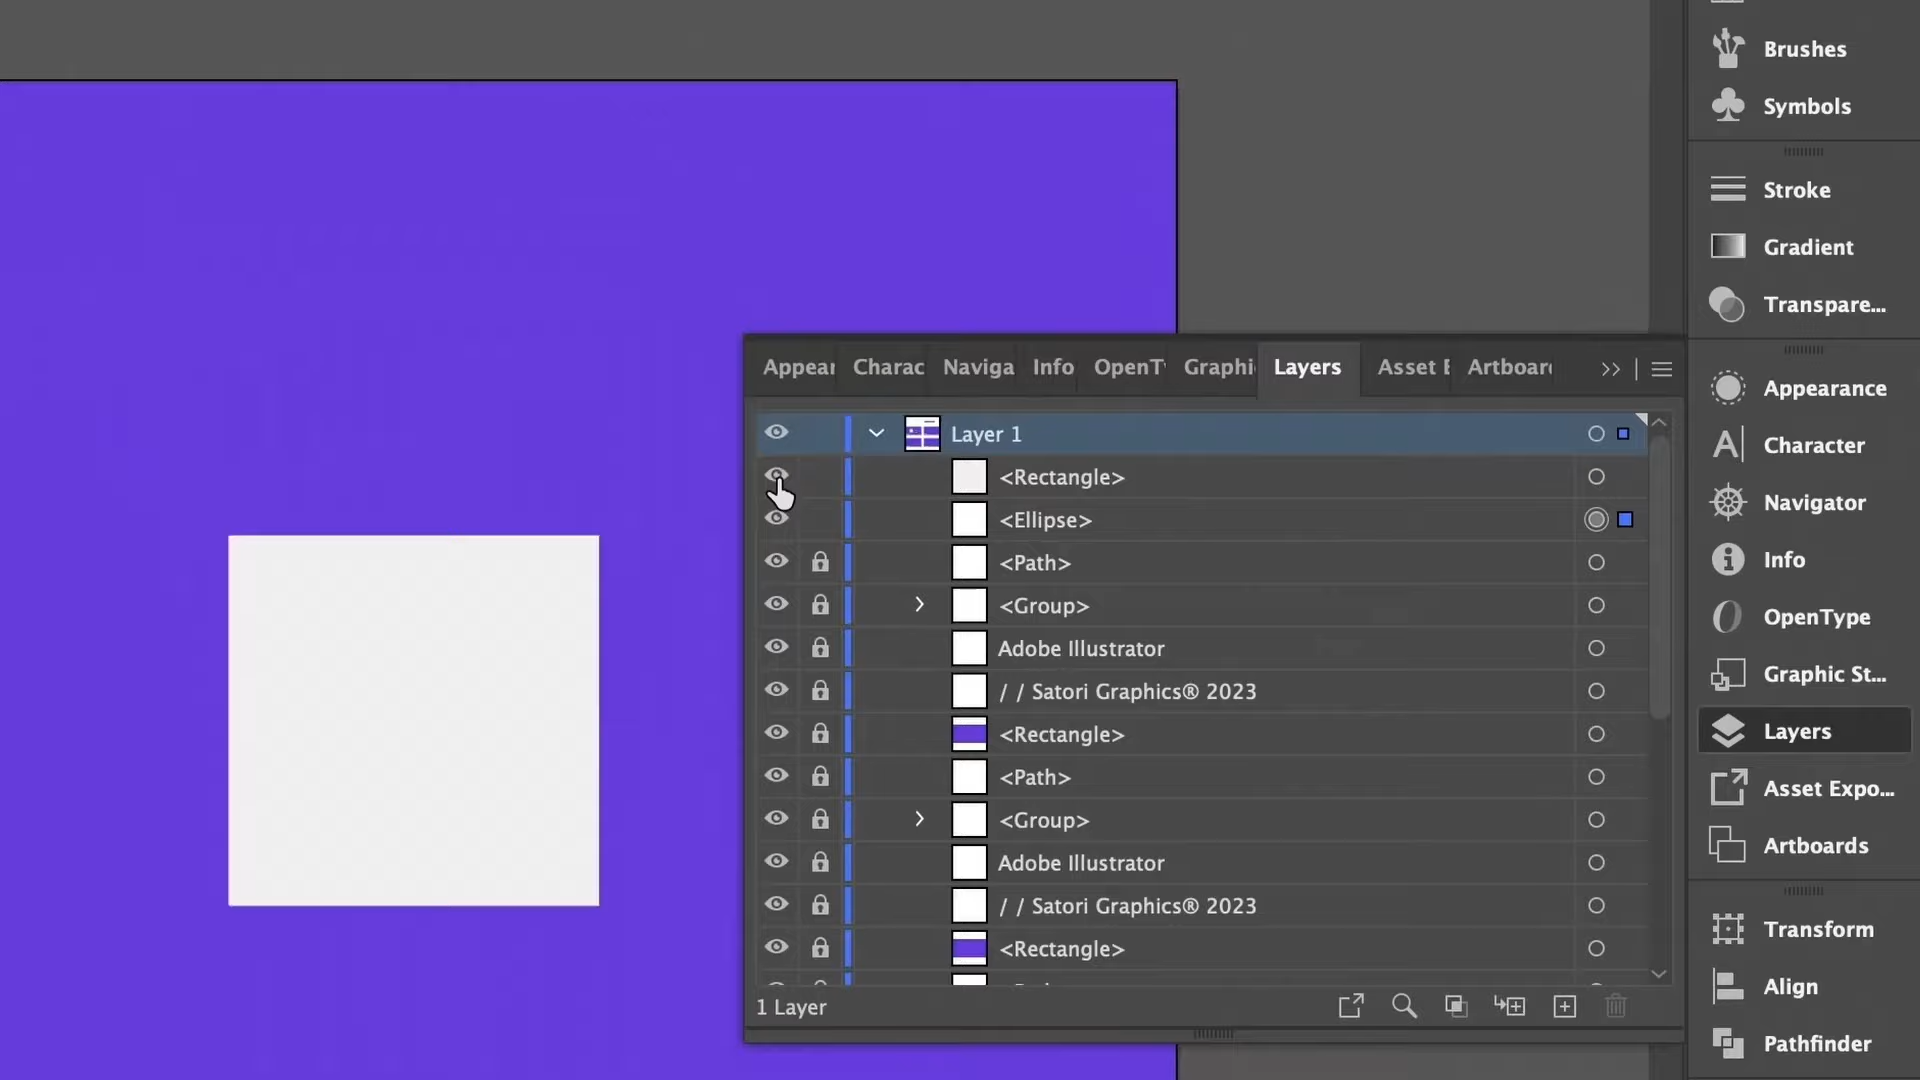 Brushes
Symbols
Stroke
Gradient
Transpare...
Appear
Charac
Naviga
Info
OpenT
Graphi
Layers
Asset E
Artboar
Layer 1
<Rectangle>
<Ellipse>
<Path>
<Group>
Adobe Illustrator
/ / Satori Graphics® 2023
<Rectangle>
<Path>
<Group>
Adobe Illustrator
/ / Satori Graphics® 2023
<Rectangle>
1 Layer
Appearance
Character
Navigator
Info
OpenType
Graphic St...
Layers
Asset Expo...
Artboards
Transform
Align
Pathfinder